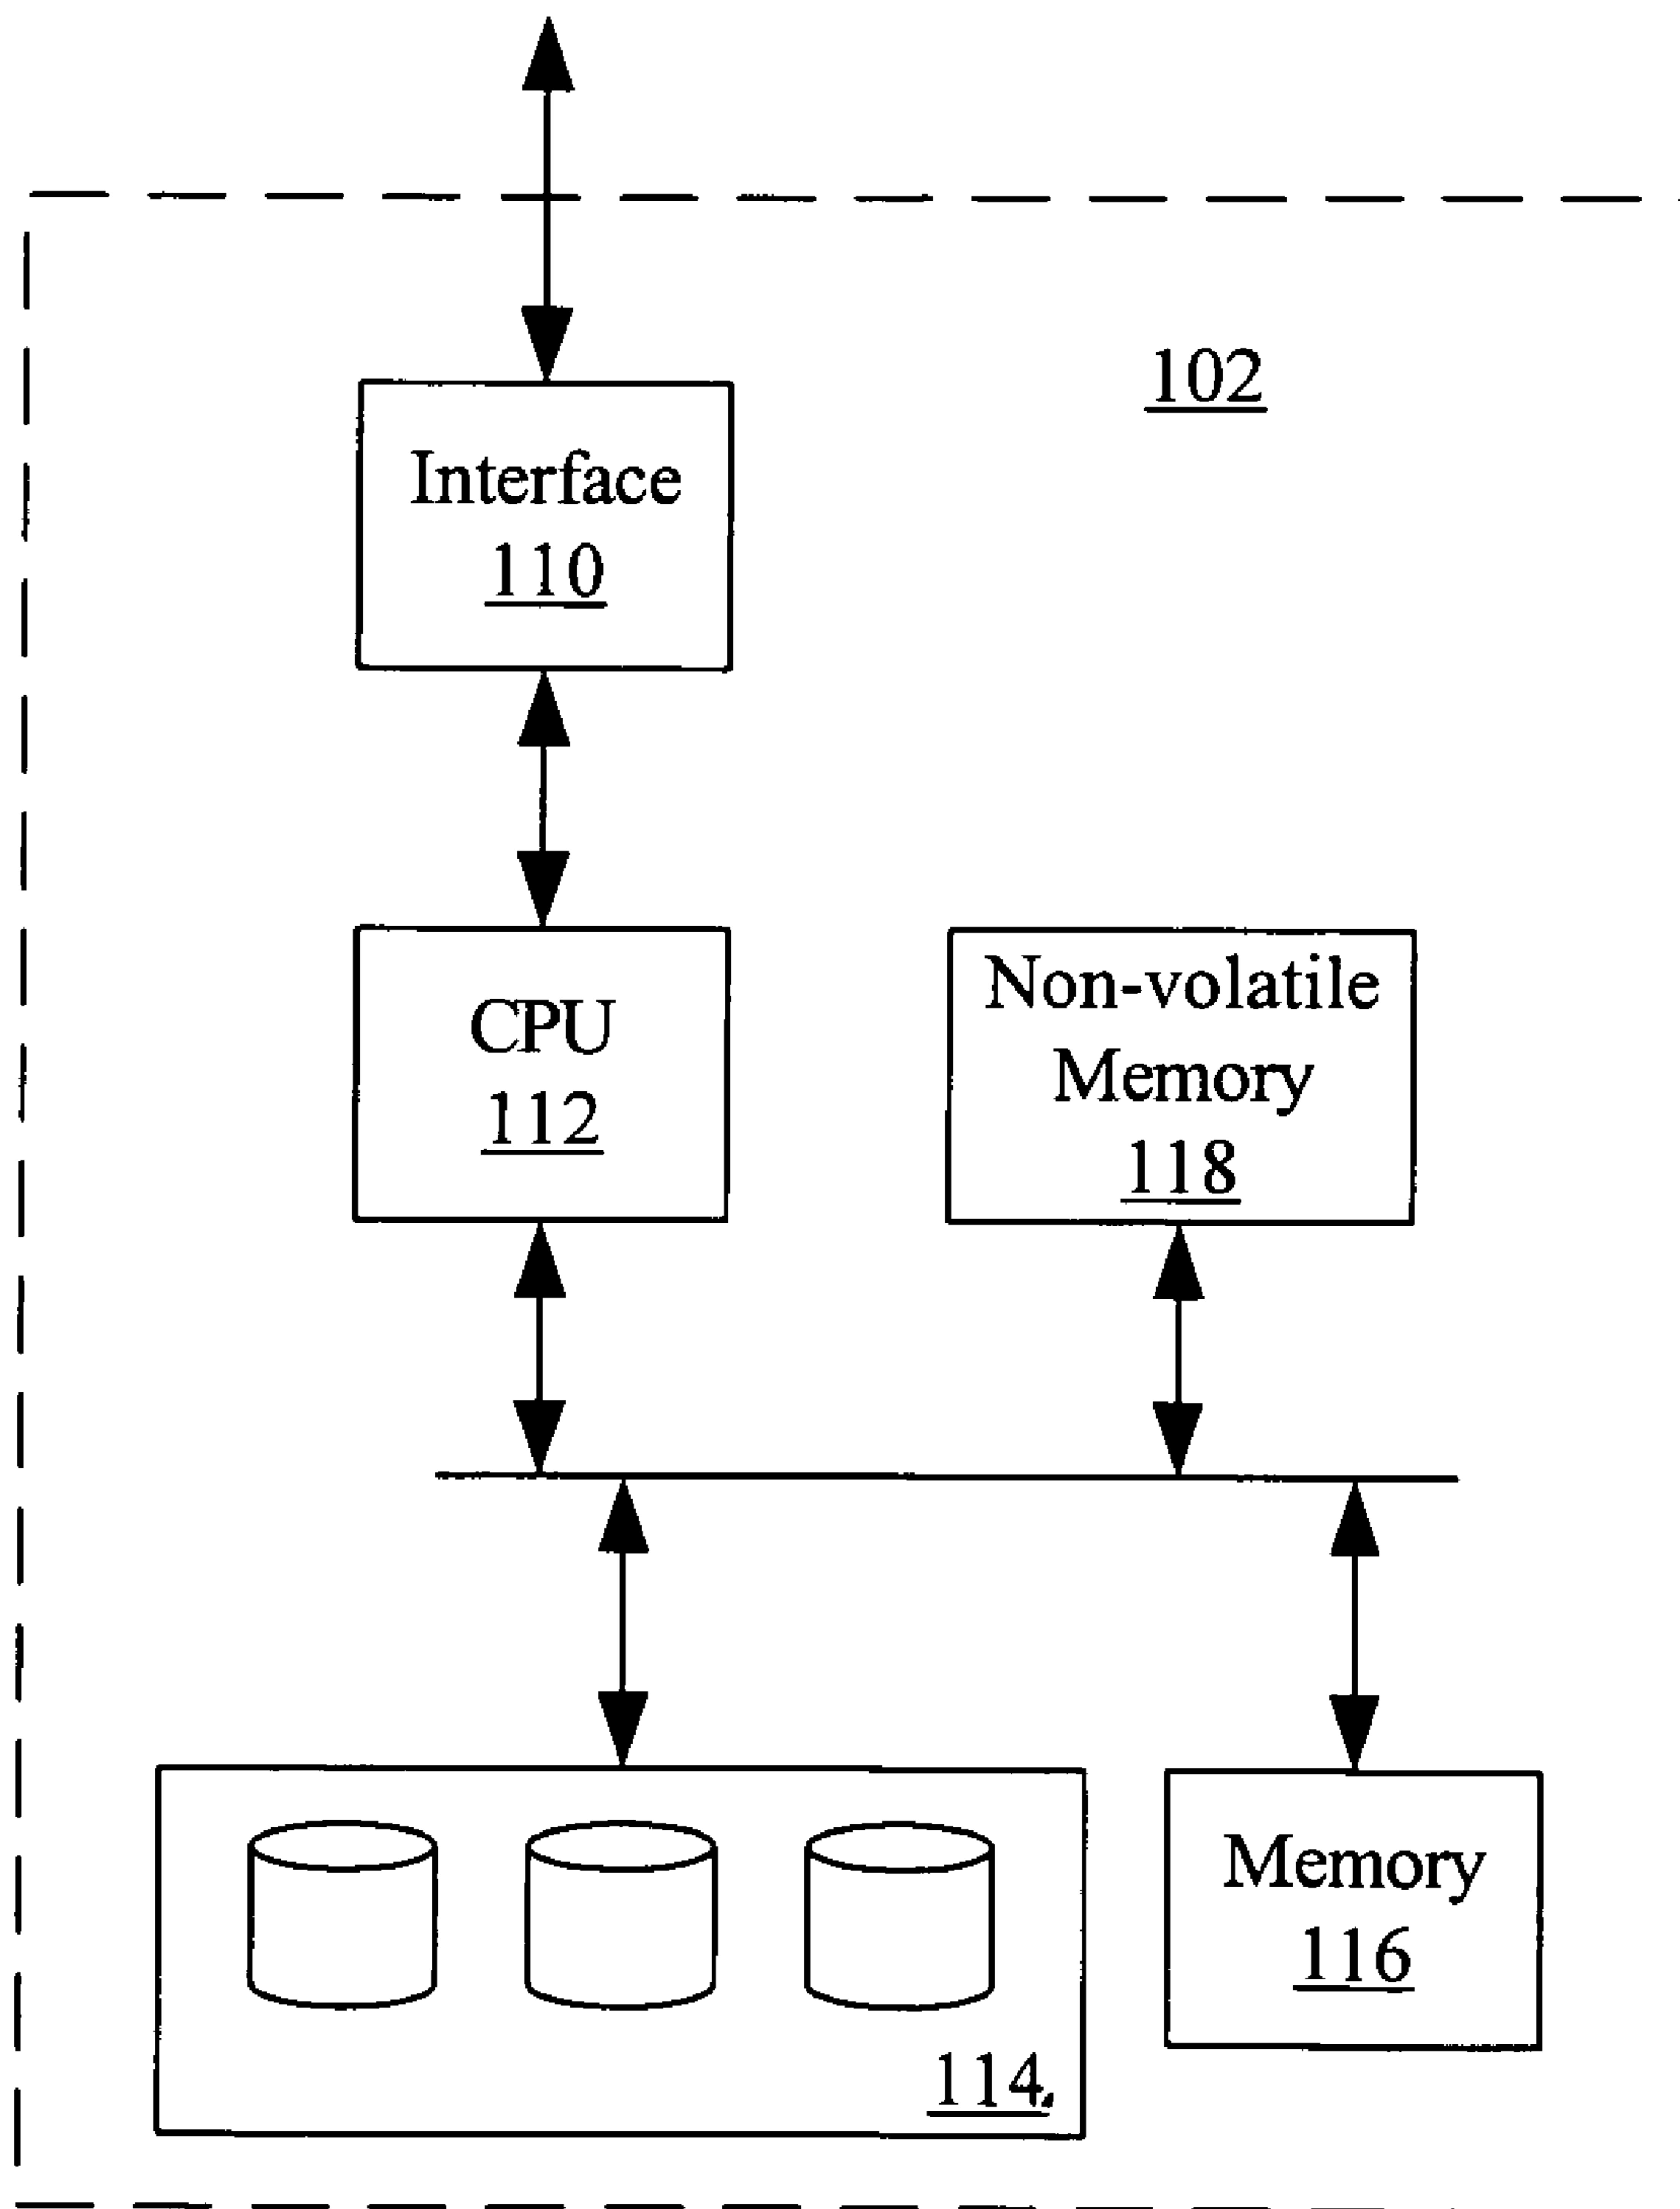 102
Interface
110
CPU
112
Non-volatile
Memory
118
114
Memory
116